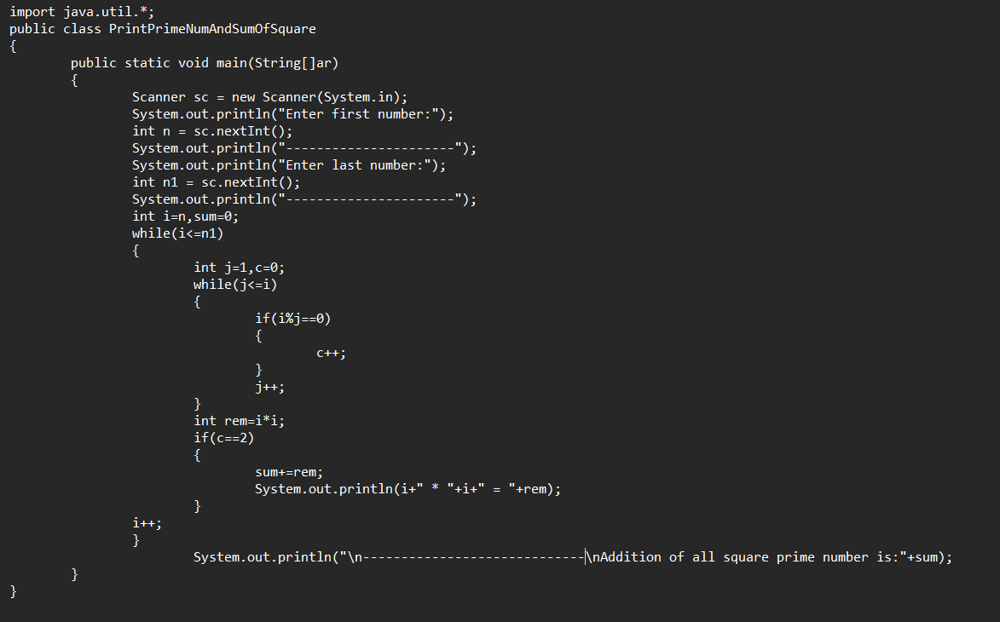 import java.util.*;
public class PrintPrimeNumAndSumOfSquare
{
        public static void main(String[]ar)
        {
                Scanner sc = new Scanner(System.in);
                System.out.println("Enter first number:");
                int n = sc.nextInt();
                System.out.println("----------------------");
                System.out.println("Enter last number:");
                int n1 = sc.nextInt();
                System.out.println("----------------------");
                int i=n,sum=0;
                while(i<=n1)
                {
                        int j=1,c=0;
                        while(j<=i)
                        {
                                if(i%j==0)
                                {
                                        c++;
                                }
                                j++;
                        }
                        int rem=i*i;
                        if(c==2)
                        {
                                sum+=rem;
                                System.out.println(i+" * "+i+" = "+rem);
                        }
                i++;
                }
                        System.out.println("\n-----------------------------\nAddition of all square prime number is:"+sum);
        }
}